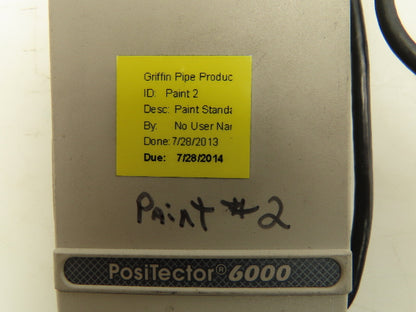 Griffin Pipe Produc
ID: Paint 2
Desc: Paint Standa
By: No User Nar
Done: 7/28/2013
Due: 7/28/2014
Paint #2
PosiTector® 6000